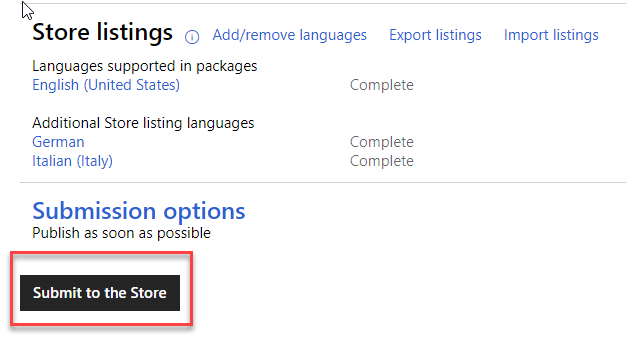 Store listings Add/remove languages Export listings Import listings
Languages supported in packages
English (United States) Complete
Additional Store listing languages
German Complete
Italian (Italy) Complete
Submission options
Publish as soon as possible
Submit to the Store